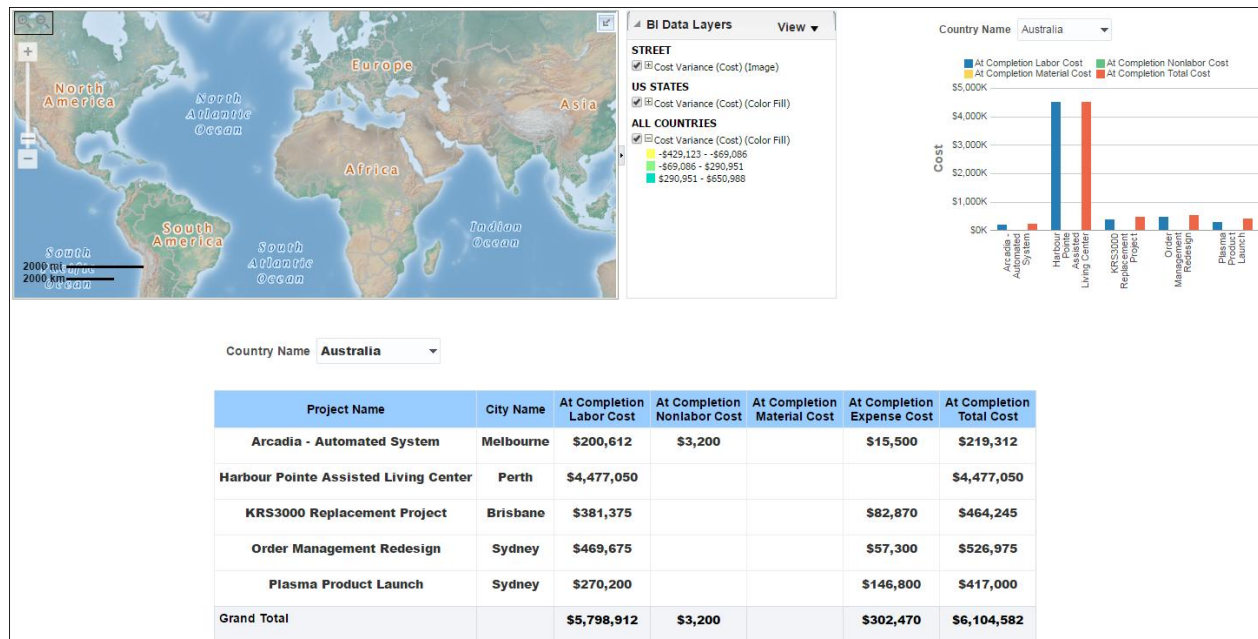 North
America
North
Atlantic
Ocean
Europe
Asia
Africa
South
America
Indian
Ocean
South
Atlantic
Ocean
South
Pacific
Ocean
2000 mi
2000 km
BI Data Layers
View
STREET
Cost Variance (Cost) (Image)
US STATES
Cost Variance (Cost) (Color Fill)
ALL COUNTRIES
Cost Variance (Cost) (Color Fill)
-$429,123 - -$69,086
-$69,086 - $290,951
$290,951 - $650,988
Country Name Australia
At Completion Labor Cost At Completion Nonlabor Cost
At Completion Material Cost At Completion Total Cost
Cost
$5,000K
$4,000K
$3,000K
$2,000K
$1,000K
$0K
Arcadia -
Automated
System
Harbour
Pointe
Assisted
Living Center
KRS3000
Replacement
Project
Order
Management
Redesign
Plasma
Product
Launch
Country Name Australia
Project Name City Name At Completion Labor Cost At Completion Nonlabor Cost At Completion Material Cost At Completion Expense Cost At Completion Total Cost
Arcadia - Automated System Melbourne $200,612 $3,200 $15,500 $219,312
Harbour Pointe Assisted Living Center Perth $4,477,050 $4,477,050
KRS3000 Replacement Project Brisbane $381,375 $82,870 $464,245
Order Management Redesign Sydney $469,675 $57,300 $526,975
Plasma Product Launch Sydney $270,200 $146,800 $417,000
Grand Total $5,798,912 $3,200 $302,470 $6,104,582